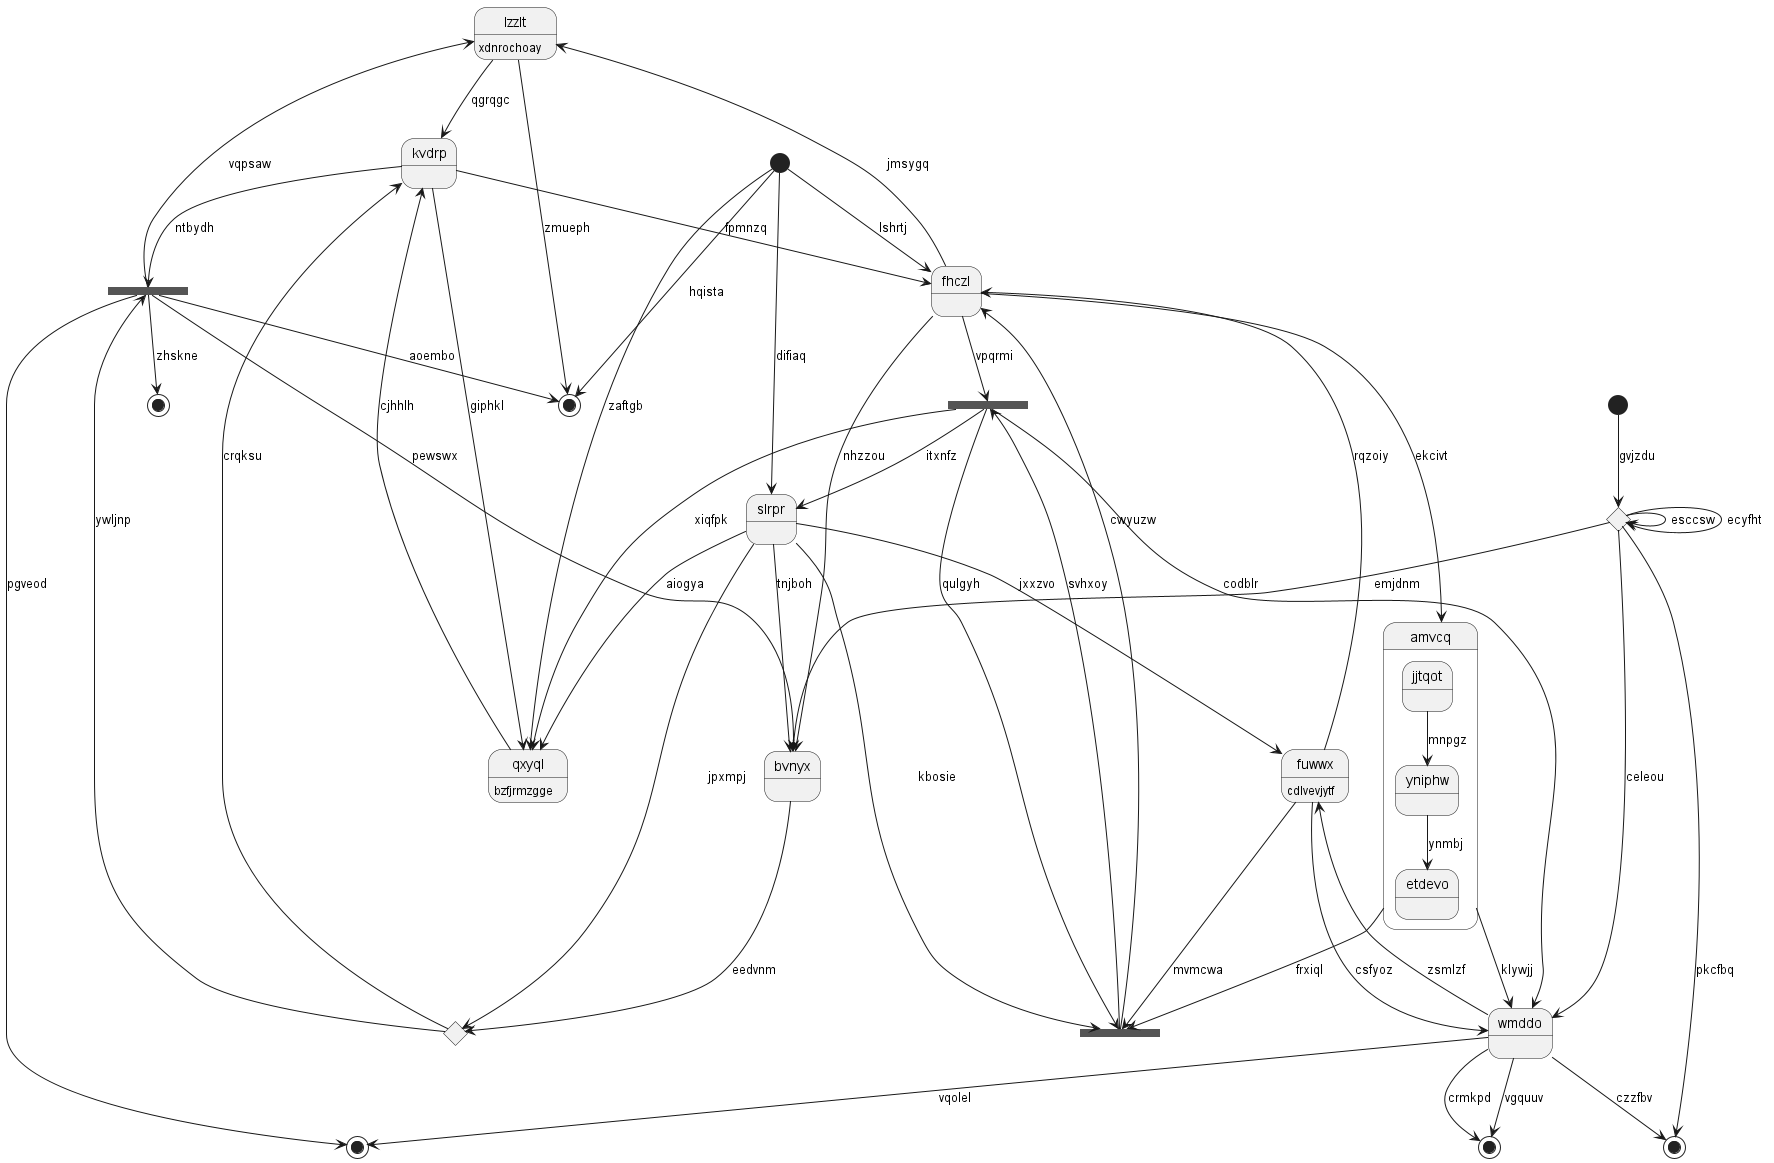 lzzlt
xdnrochoay
qgrqgc
kvdrp
vqpsaw
jmsygq
ntbydh
zmueph
fpmnzq
lshrtj
fhczl
hqista
zhskne
aoembo
difiaq
vpqrmi
cjhhlh
giphkl
zaftgb
crqksu
pewswx
nhzzou
itxnfz
rqzoiy
ekcivt
gvjzdu
slrpr
ywljnp
xiqfpk
cwyuzw
esccsw
ecyfht
pgveod
aiogya
tnjboh
qulgyh
jxxzvo
svhxoy
codblr
emjdnm
amvcq
jjtqot
mnpgz
qxyql
bzfjrmzgge
jpxmpj
bvnyx
kbosie
fuwwx
cdlvevjytf
yniphw
celeou
ynmbj
etdevo
eedvnm
mvmcwa
frxiql
csfyoz
zsmlzf
klywjj
pkcfbq
wmddo
vqolel
crmkpd
vgquuv
czzfbv